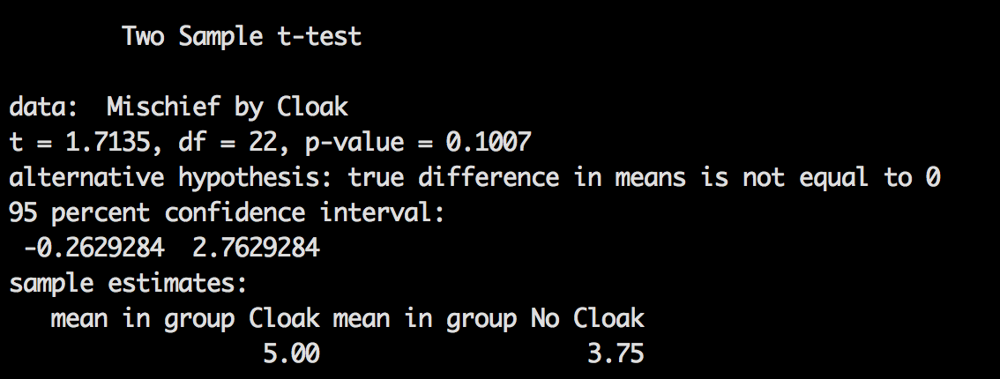 Two Sample t-test
data:  Mischief by Cloak
t = 1.7135, df = 22, p-value = 0.1007
alternative hypothesis: true difference in means is not equal to 0
95 percent confidence interval:
 -0.2629284  2.7629284
sample estimates:
   mean in group Cloak mean in group No Cloak
                  5.00                   3.75